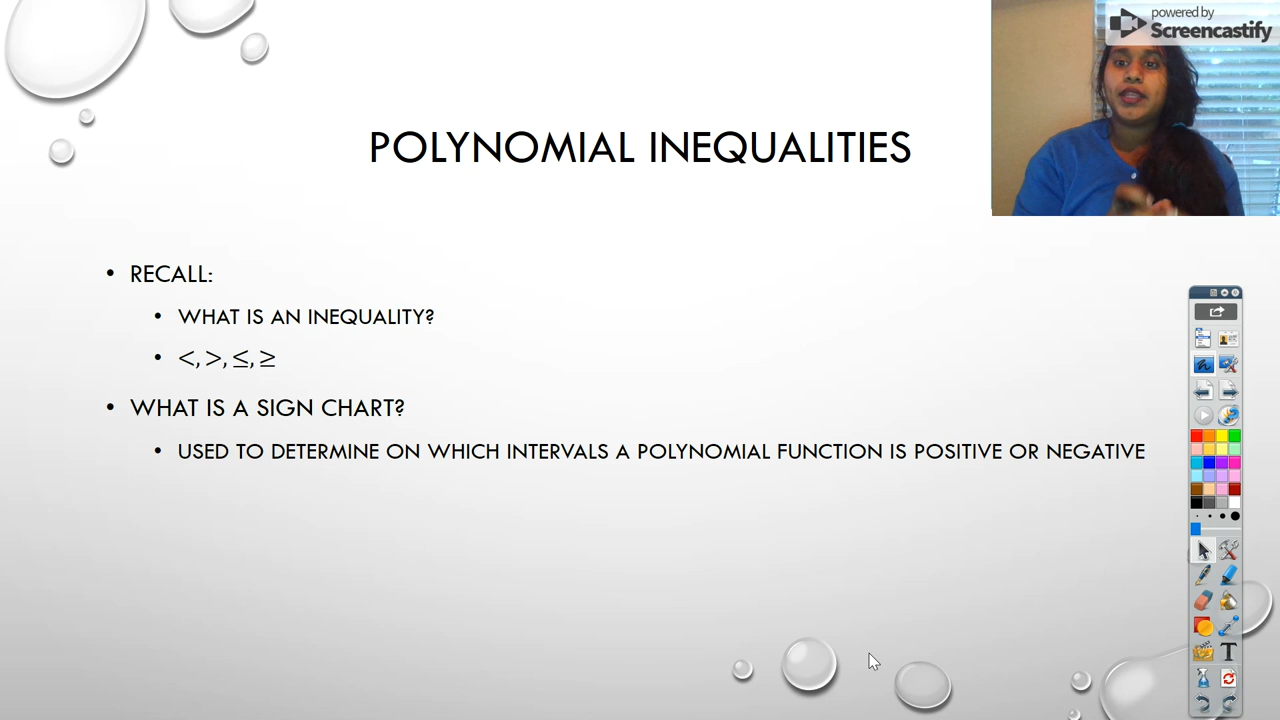 powered by
Screencastify
POLYNOMIAL INEQUALITIES
• RECALL:
• WHAT IS AN INEQUALITY?
• <, >, ≤, ≥
• WHAT IS A SIGN CHART?
• USED TO DETERMINE ON WHICH INTERVALS A POLYNOMIAL FUNCTION IS POSITIVE OR NEGATIVE
T